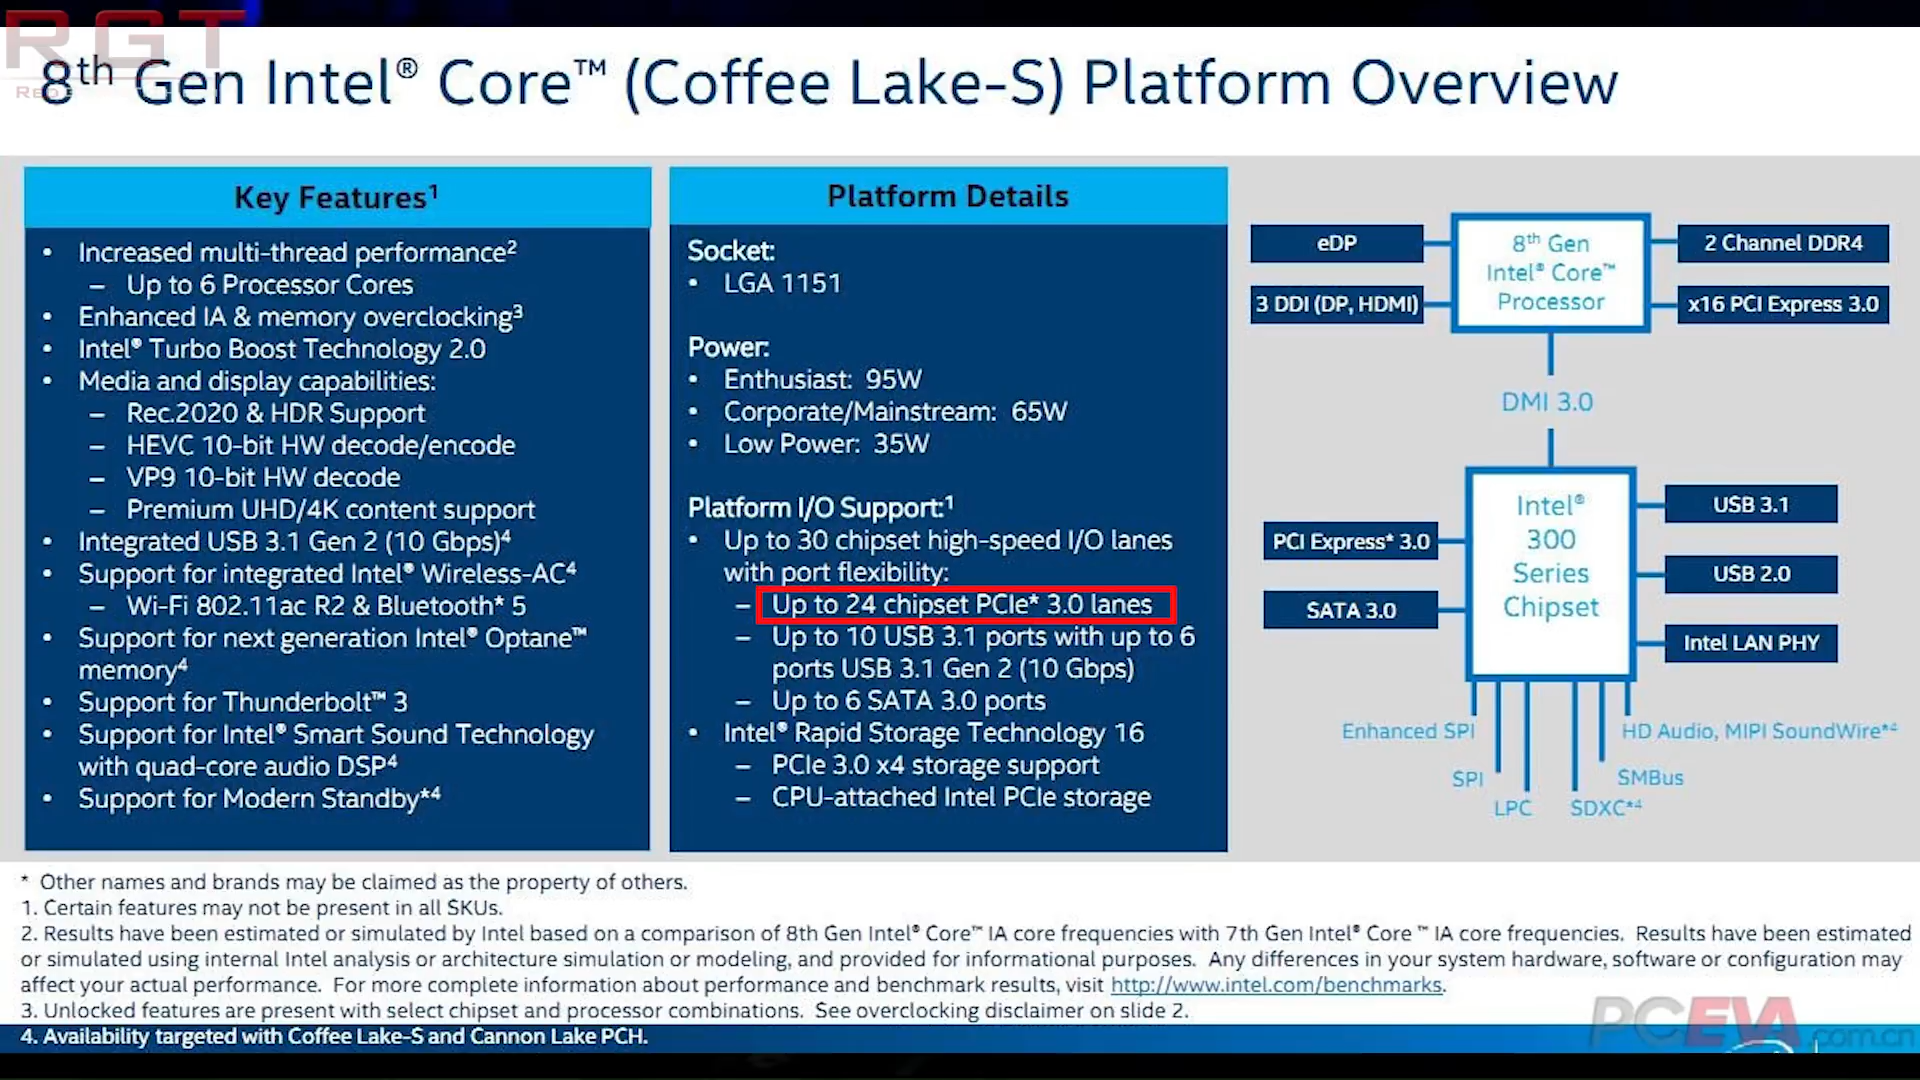 RGT
8th Gen Intel® Core™ (Coffee Lake-S) Platform Overview
Key Features¹
• Increased multi-thread performance²
– Up to 6 Processor Cores
• Enhanced IA & memory overclocking³
• Intel® Turbo Boost Technology 2.0
• Media and display capabilities:
– Rec.2020 & HDR Support
– HEVC 10-bit HW decode/encode
– VP9 10-bit HW decode
– Premium UHD/4K content support
• Integrated USB 3.1 Gen 2 (10 Gbps)⁴
• Support for integrated Intel® Wireless-AC⁴
– Wi-Fi 802.11ac R2 & Bluetooth* 5
• Support for next generation Intel® Optane™
memory⁴
• Support for Thunderbolt™ 3
• Support for Intel® Smart Sound Technology
with quad-core audio DSP⁴
• Support for Modern Standby*⁴
Platform Details
Socket:
• LGA 1151
Power:
• Enthusiast: 95W
• Corporate/Mainstream: 65W
• Low Power: 35W
Platform I/O Support:¹
• Up to 30 chipset high-speed I/O lanes
with port flexibility:
– Up to 24 chipset PCIe* 3.0 lanes
– Up to 10 USB 3.1 ports with up to 6
ports USB 3.1 Gen 2 (10 Gbps)
– Up to 6 SATA 3.0 ports
• Intel® Rapid Storage Technology 16
– PCIe 3.0 x4 storage support
– CPU-attached Intel PCIe storage
eDP
3 DDI (DP, HDMI)
8th Gen
Intel® Core™
Processor
2 Channel DDR4
x16 PCI Express 3.0
DMI 3.0
PCI Express* 3.0
SATA 3.0
Intel®
300
Series
Chipset
USB 3.1
USB 2.0
Intel LAN PHY
Enhanced SPI
SPI
LPC
SDXC*⁴
SMBus
HD Audio, MIPI SoundWire*⁴
* Other names and brands may be claimed as the property of others.
1. Certain features may not be present in all SKUs.
2. Results have been estimated or simulated by Intel based on a comparison of 8th Gen Intel® Core™ IA core frequencies with 7th Gen Intel® Core ™ IA core frequencies. Results have been estimated
or simulated using internal Intel analysis or architecture simulation or modeling, and provided for informational purposes. Any differences in your system hardware, software or configuration may
affect your actual performance. For more complete information about performance and benchmark results, visit http://www.intel.com/benchmarks.
3. Unlocked features are present with select chipset and processor combinations. See overclocking disclaimer on slide 2.
4. Availability targeted with Coffee Lake-S and Cannon Lake PCH.
PCEVA.com.cn